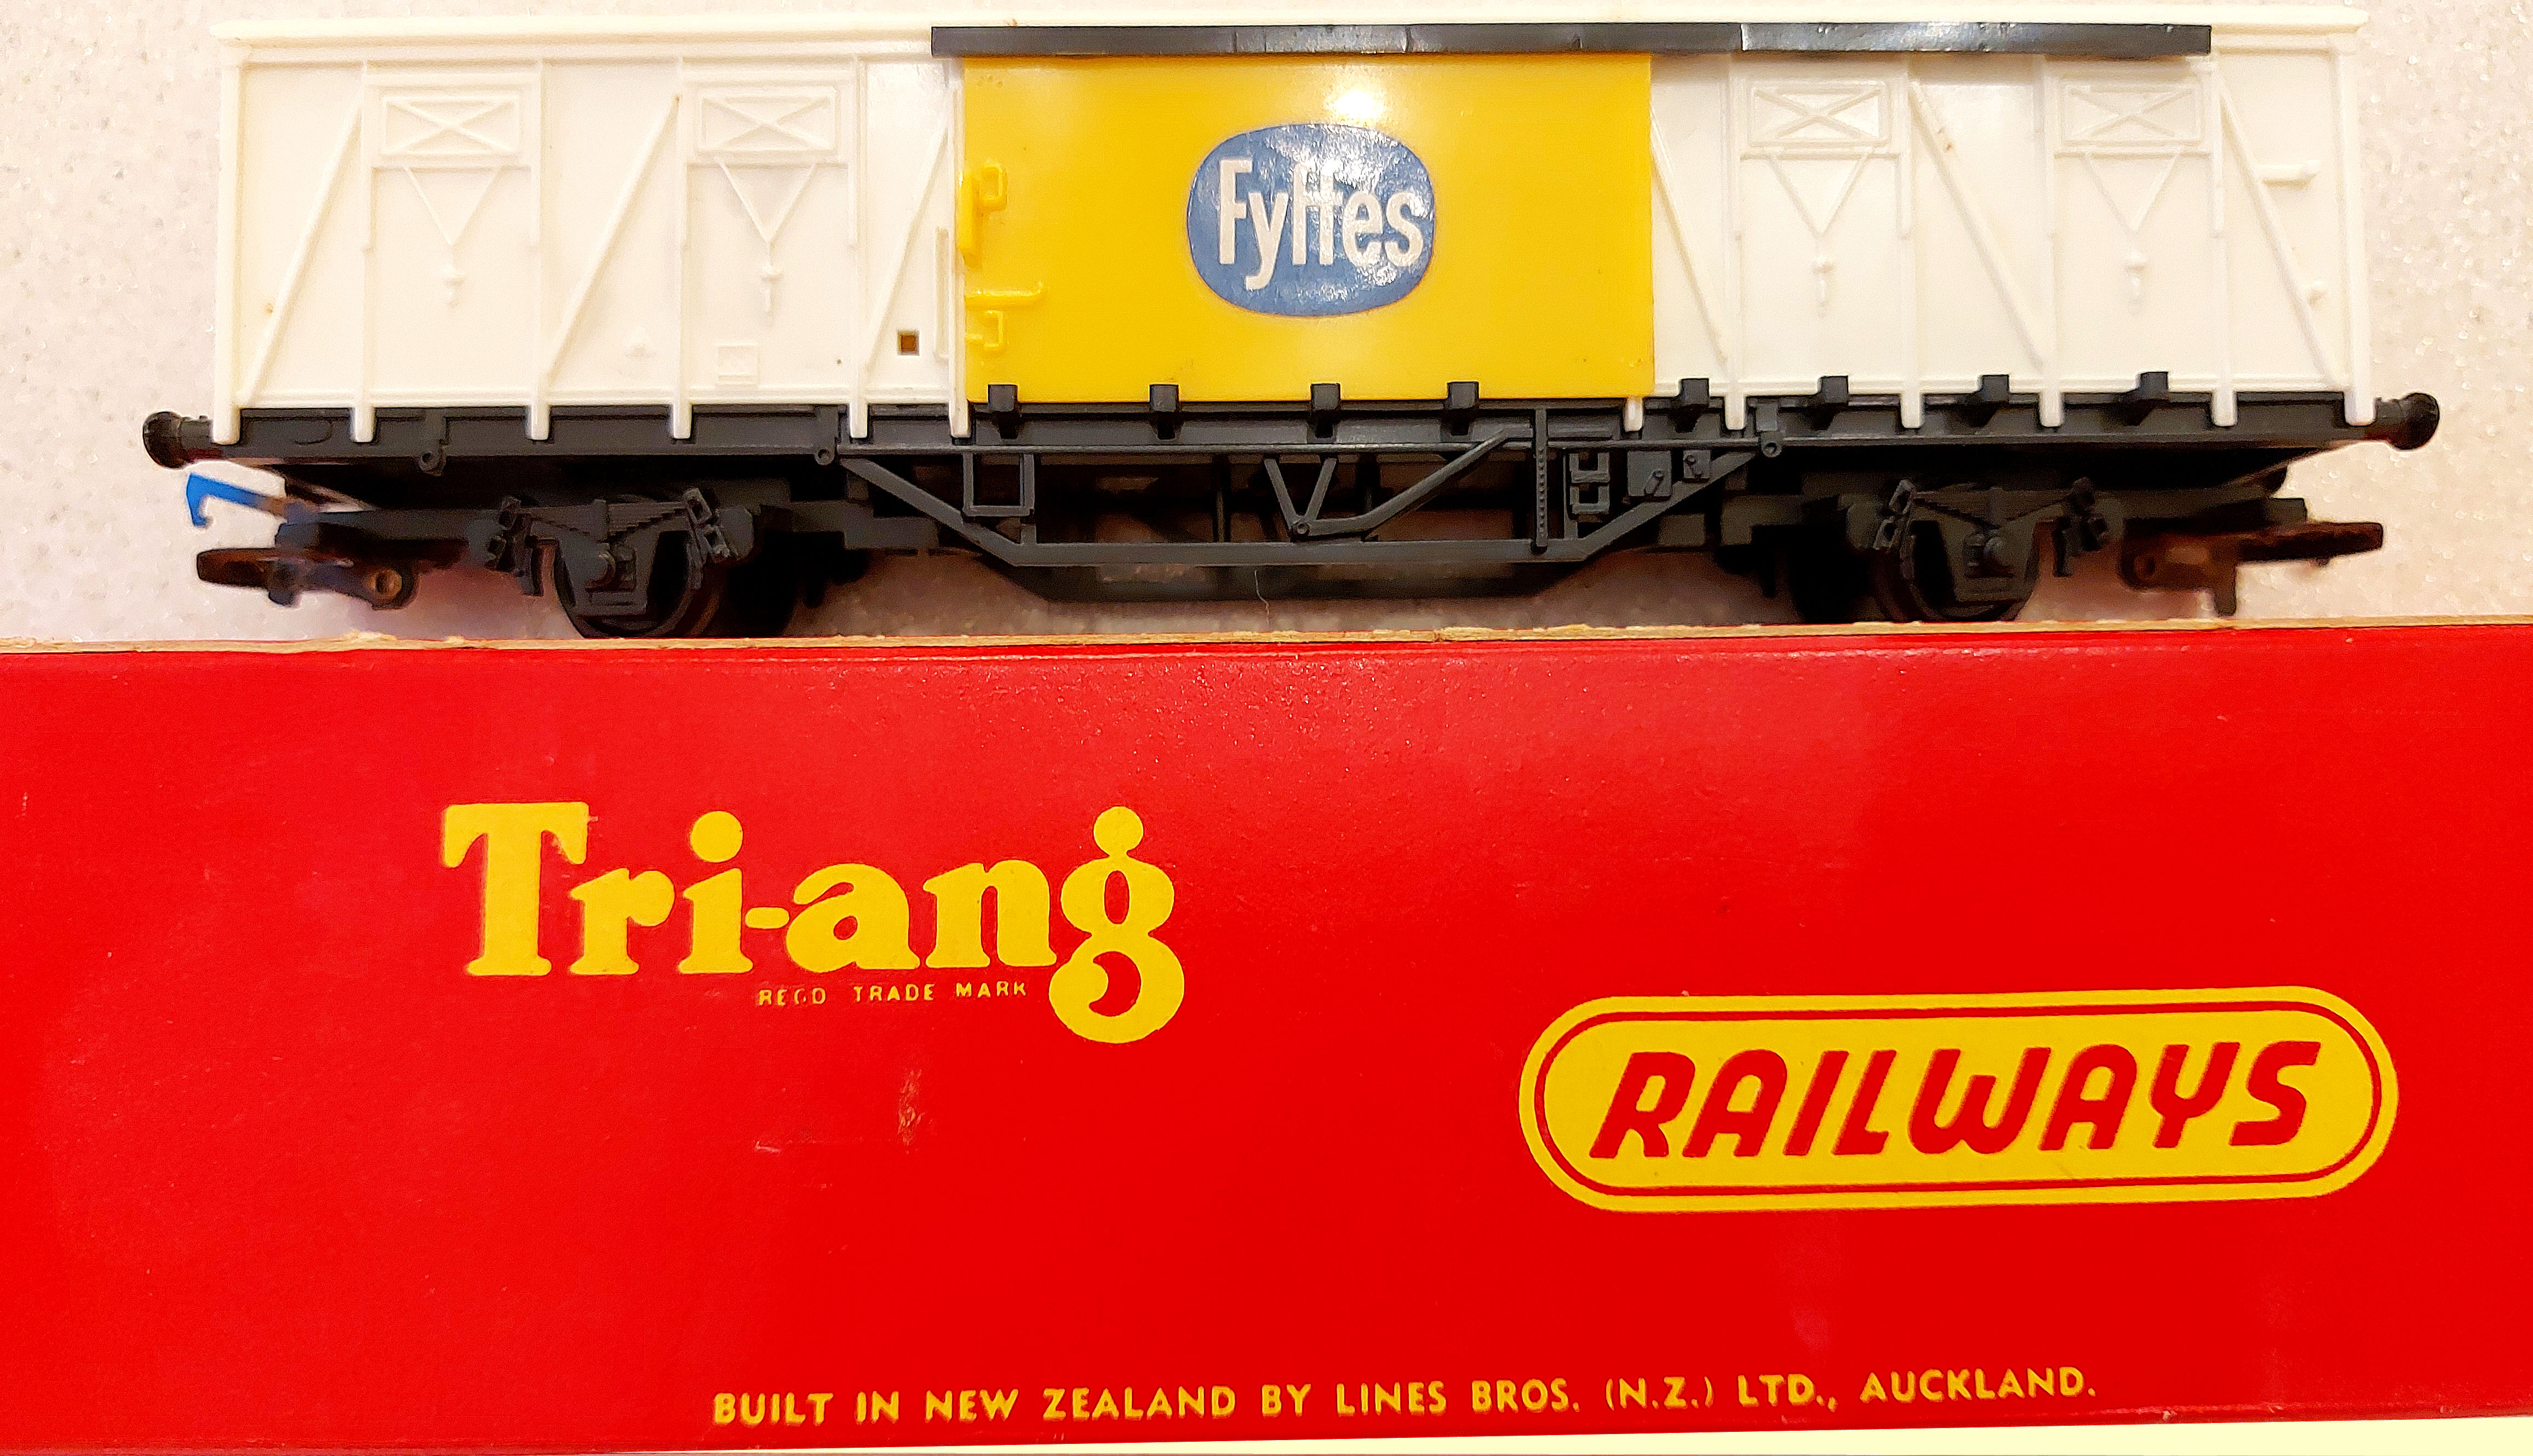 Fyffes
Tri-ang
REGD TRADE MARK
RAILWAYS
BUILT IN NEW ZEALAND BY LINES BROS. (N.Z.) LTD., AUCKLAND.